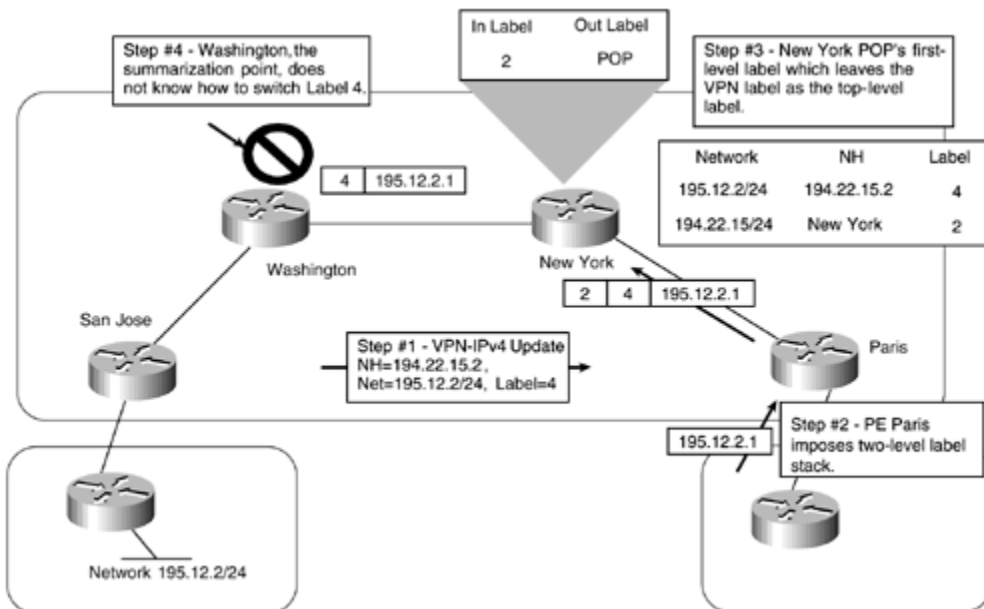 In Label Out Label
2 POP
Step #4 - Washington, the
summarization point, does
not know how to switch Label 4.
Step #3 - New York POP's first-
level label which leaves the
VPN label as the top-level
label.
Network NH Label
195.12.2/24 194.22.15.2 4
194.22.15/24 New York 2
4 195.12.2.1
Washington
New York
2 4 195.12.2.1
San Jose
Step #1 - VPN-IPv4 Update
NH=194.22.15.2,
Net=195.12.2/24, Label=4
Paris
195.12.2.1
Step #2 - PE Paris
imposes two-level label
stack.
Network 195.12.2/24